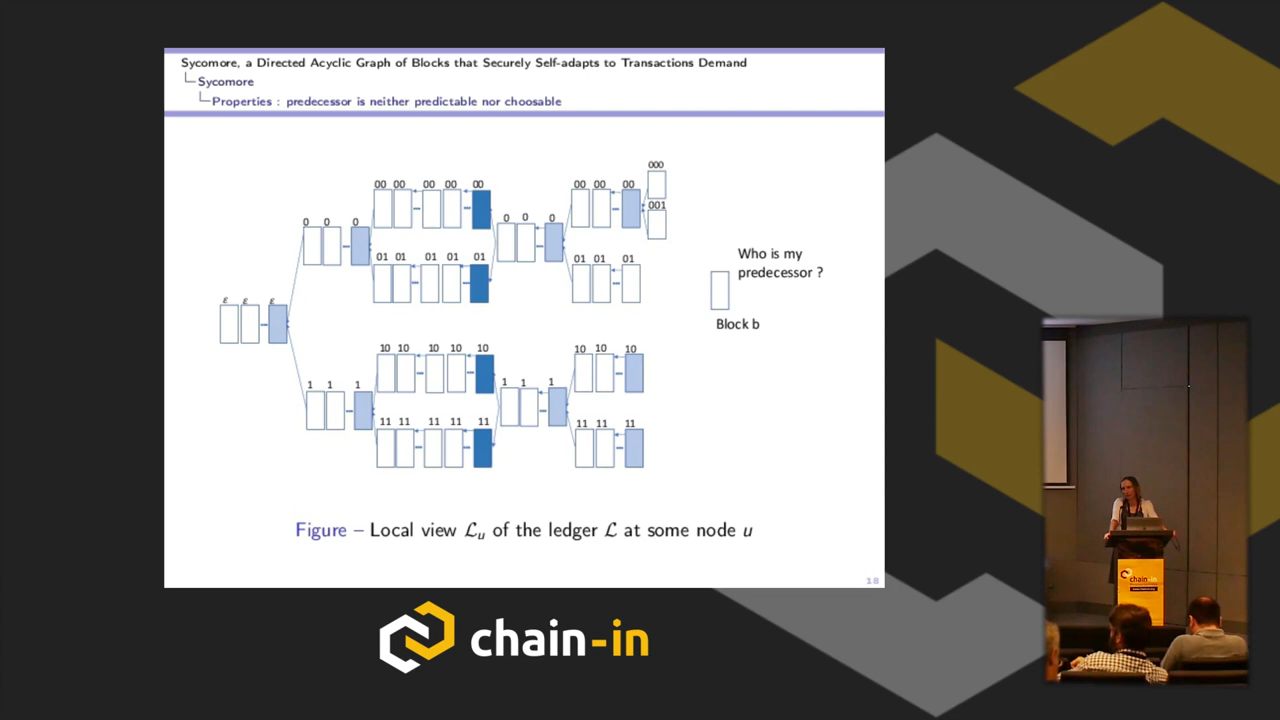 Sycomore, a Directed Acyclic Graph of Blocks that Securely Self-adapts to Transactions Demand
Sycomore
Properties : predecessor is neither predictable nor choosable
000
00 00 00 00 00 00 00 00
001
0 0 0 0 0 0
01 01 01 01 01 01 01 01
Who is my
predecessor ?
ε ε ε
Block b
10 10 10 10 10 10 10 10
1 1 1 1 1 1
11 11 11 11 11 11 11 11
Figure – Local view ℒu of the ledger ℒ at some node u
18
chain-in
chain-in